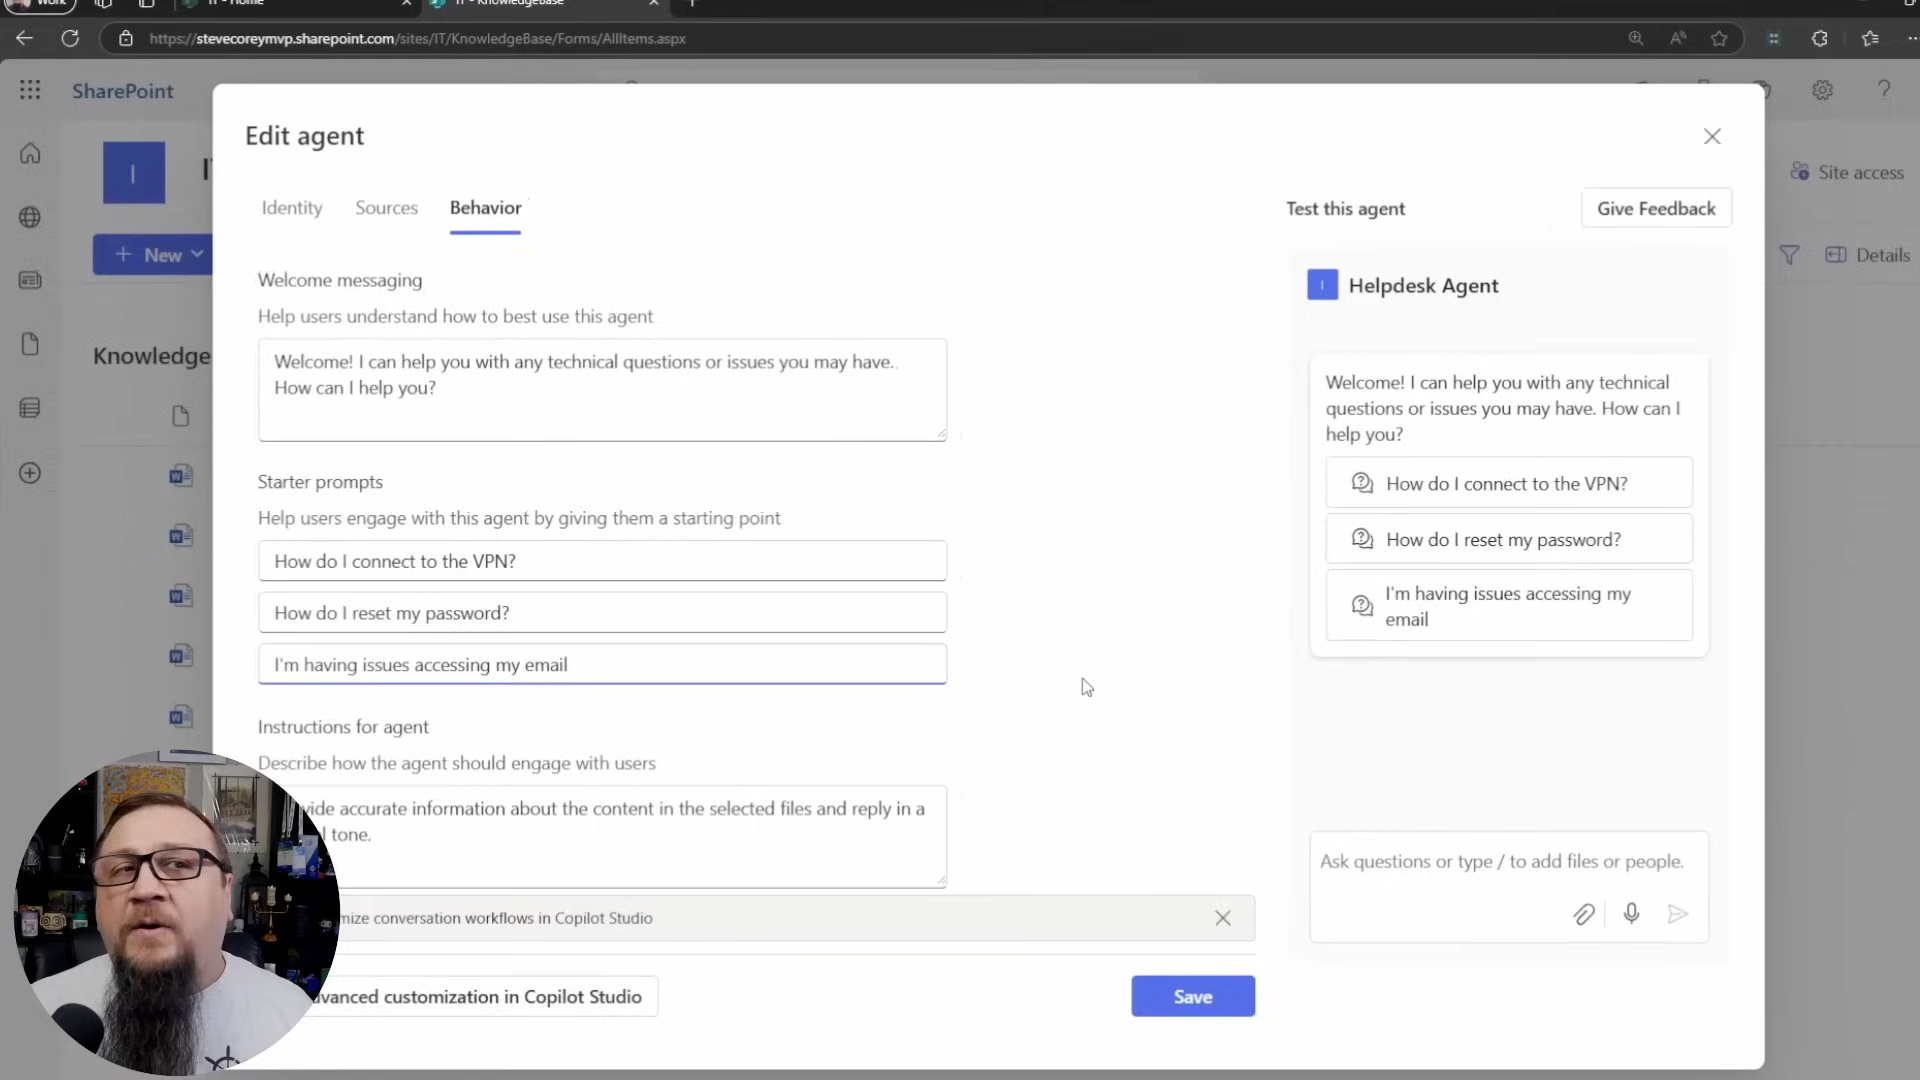 Work
IT - Home
IT - KnowledgeBase
https://stevecoreymvp.sharepoint.com/sites/IT/KnowledgeBase/Forms/AllItems.aspx
SharePoint
I
Site access
New
Details
Knowledge
Edit agent
Identity
Sources
Behavior
Welcome messaging
Help users understand how to best use this agent
Welcome! I can help you with any technical questions or issues you may have.
How can I help you?
Starter prompts
Help users engage with this agent by giving them a starting point
How do I connect to the VPN?
How do I reset my password?
I'm having issues accessing my email
Instructions for agent
Describe how the agent should engage with users
accurate information about the content in the selected files and reply in a
tone.
conversation workflows in Copilot Studio
customization in Copilot Studio
Save
Test this agent
Give Feedback
I
Helpdesk Agent
Welcome! I can help you with any technical
questions or issues you may have. How can I
help you?
How do I connect to the VPN?
How do I reset my password?
I'm having issues accessing my
email
Ask questions or type / to add files or people.